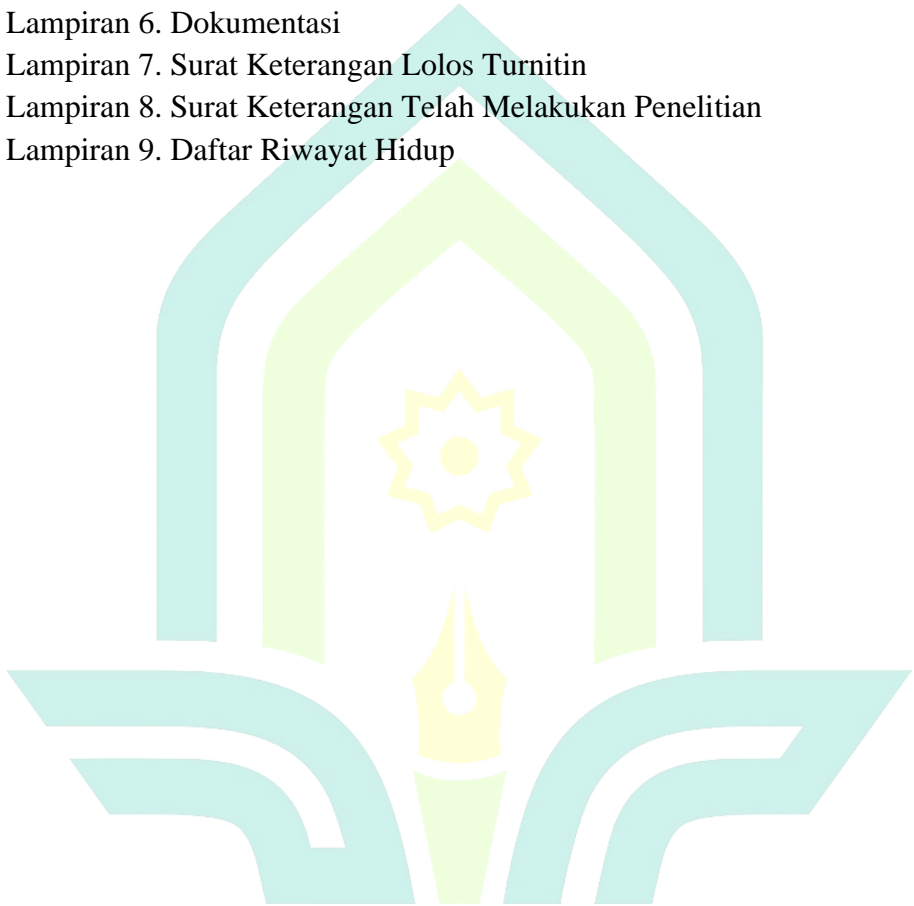 Lampiran 6. Dokumentasi
Lampiran 7. Surat Keterangan Lolos Turnitin
Lampiran 8. Surat Keterangan Telah Melakukan Penelitian
Lampiran 9. Daftar Riwayat Hidup